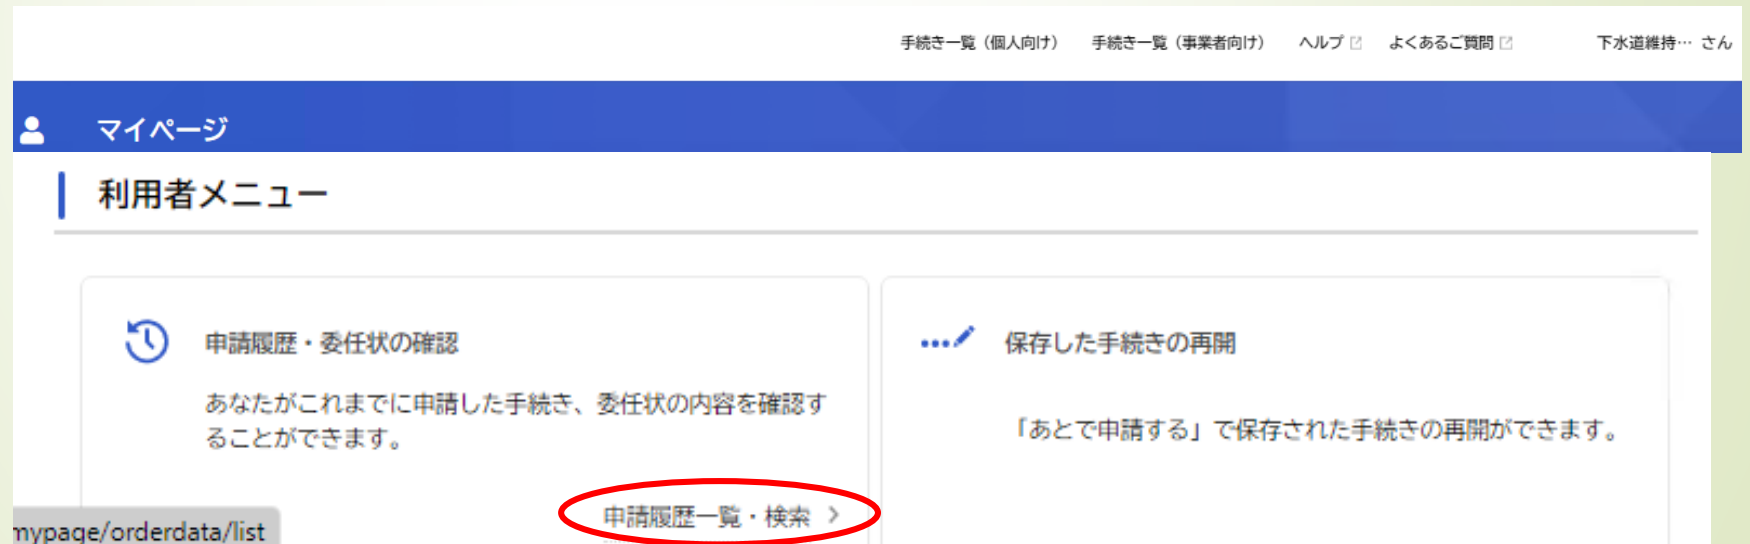 手続き一覧（個人向け） 手続き一覧（事業者向け） ヘルプ よくあるご質問 下水道維持… さん
マイページ
利用者メニュー
申請履歴・委任状の確認
あなたがこれまでに申請した手続き、委任状の内容を確認す
ることができます。
申請履歴一覧・検索 >
保存した手続きの再開
「あとで申請する」で保存された手続きの再開ができます。
mypage/orderdata/list